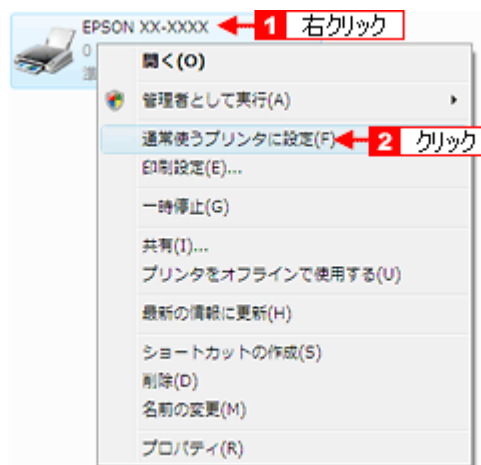 EPSON XX-XXXX 1 右クリック
0
準
開く(O)
管理者として実行(A)
通常使うプリンタに設定(F) 2 クリック
印刷設定(E)...
一時停止(G)
共有(I)...
プリンタをオフラインで使用する(U)
最新の情報に更新(H)
ショートカットの作成(S)
削除(D)
名前の変更(M)
プロパティ(R)